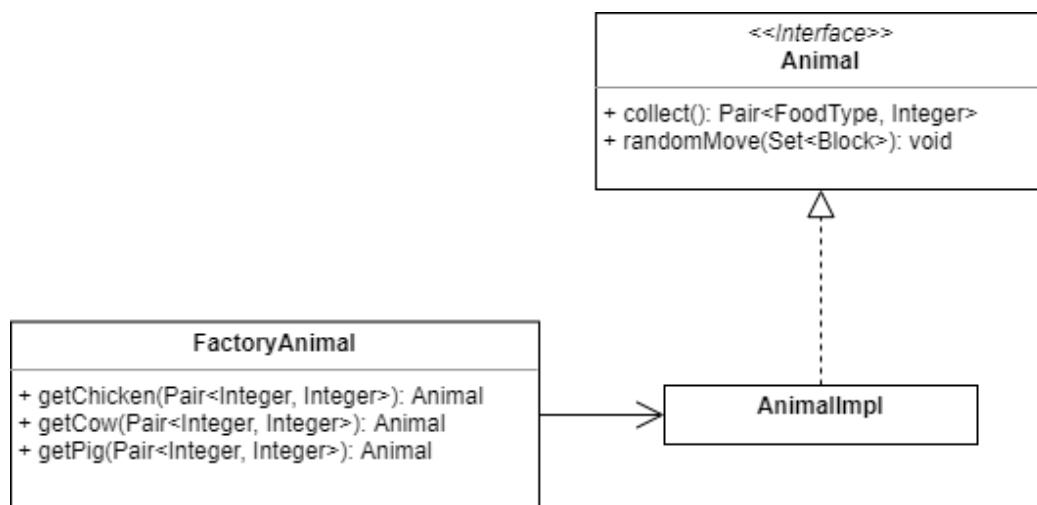 <<Interface>>
Animal
+ collect(): Pair<FoodType, Integer>
+ randomMove(Set<Block>): void
FactoryAnimal
+ getChicken(Pair<Integer, Integer>): Animal
+ getCow(Pair<Integer, Integer>): Animal
+ getPig(Pair<Integer, Integer>): Animal
AnimalImpl